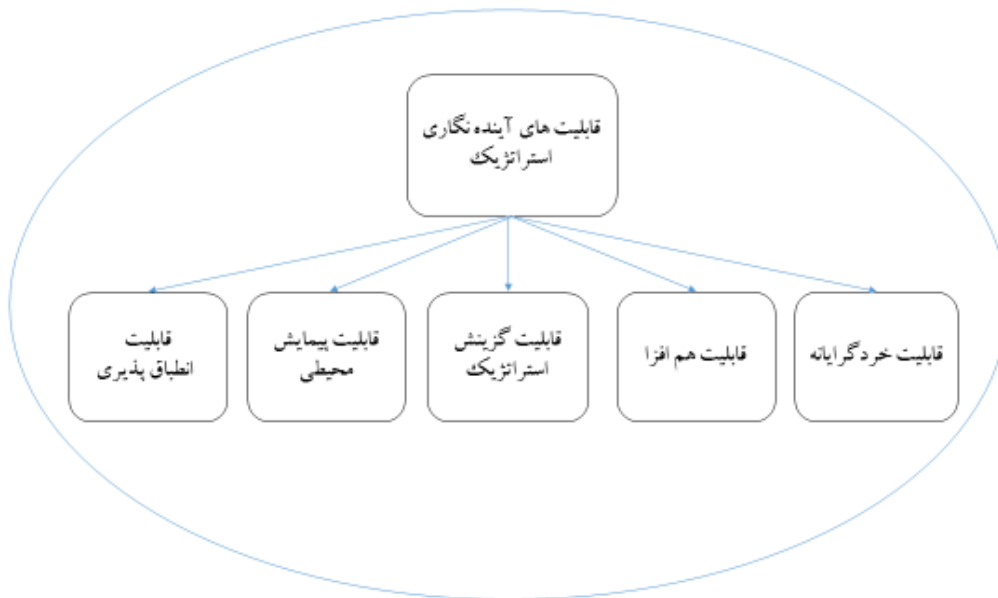 قابلیت های آینده نگاری
استراتژیک
قابلیت خردگرایانه
قابلیت هم افزا
قابلیت گزینش
استراتژیک
قابلیت پیمایش
محیطی
قابلیت
انطباق پذیری